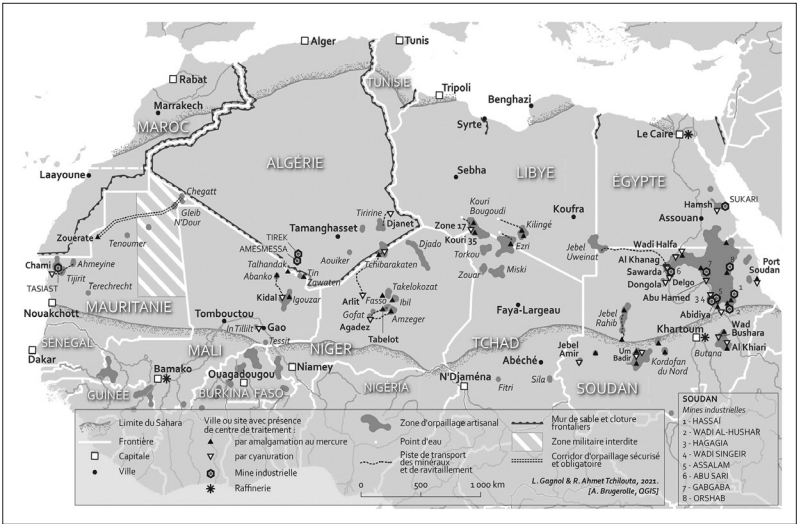 Alger
Tunis
Rabat
TUNISIE
Tripoli
Marrakech
Benghazi
MAROC
Syrte
Le Caire
ALGÉRIE
Laayoune
Sebha
LIBYE
ÉGYPTE
Chegatt
Gleib
N'Dour
Zouerate
Tenoumer
Tiririne
Djanet
Tamanghasset
Kouri
Bougoudi
Zone 17
Kouri 35
Kilingé
Ezri
Koufra
Hamsh
SUKARI
Assouan
TIREK
AMESMESSA
Aouiker
Djado
Tchibarakaten
Torkou
Zouar
Miski
Jebel
Uweinat
Wadi Halfa
Al Khanag
Sawarda
Dongola
Delgo
Port
Soudan
Chami
Ahmeyine
Tijirit
TASIAST
Terechrecht
Talhandak
Abanko
Tin
Zawaten
Kidal
Igouzar
Takelokozat
Arlit
Fasso
Ibil
Gofat
Amzeger
Agadez
Tabelot
Faya-Largeau
Abu Hamed
Abidiya
Nouakchott
MAURITANIE
Tombouctou
In Tilliit
Gao
Tessit
Jebel
Rahib
Khartoum
Wad
Bushara
Al Khiari
Butana
SÉNÉGAL
Dakar
MALI
NIGER
TCHAD
Abéché
Jebel
Amir
Um
Badir
Kordofan
du Nord
Bamako
Ouagadougou
Niamey
GUINÉE
BURKINA FASO
NIGÉRIA
N'Djaména
Fitri
Sila
SOUDAN
Limite du Sahara
Frontière
Capitale
Ville
Ville ou site avec présence
de centre de traitement :
par amalgamation au mercure
par cyanuration
Mine industrielle
Raffinerie
Zone d'orpaillage artisanal
Point d'eau
Piste de transport
des minéraux
et de ravitaillement
0 500 1 000 km
Mur de sable et cloture
frontaliers
Zone militaire interdite
Corridor d'orpaillage sécurisé
et obligatoire
L. Gagnol & R. Ahmet Tchilouta, 2021.
[A. Brugerolle, QGIS]
SOUDAN
Mines industrielles
1 - HASSAÏ
2 - WADI AL-HUSHAR
3 - HAGAGIA
4 - WADI SINGEIR
5 - ASSALAM
6 - ABU SARI
7 - GABGABA
8 - ORSHAB